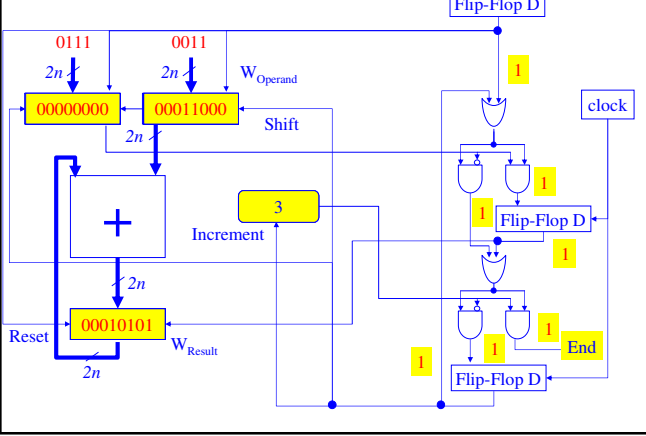 Flip-Flop D
0111
0011
2n
2n
W Operand
1
00000000
00011000
clock
Shift
2n
+
1
3
1
Flip-Flop D
Increment
1
2n
00010101
1
Reset
W Result
End
1
1
2n
Flip-Flop D